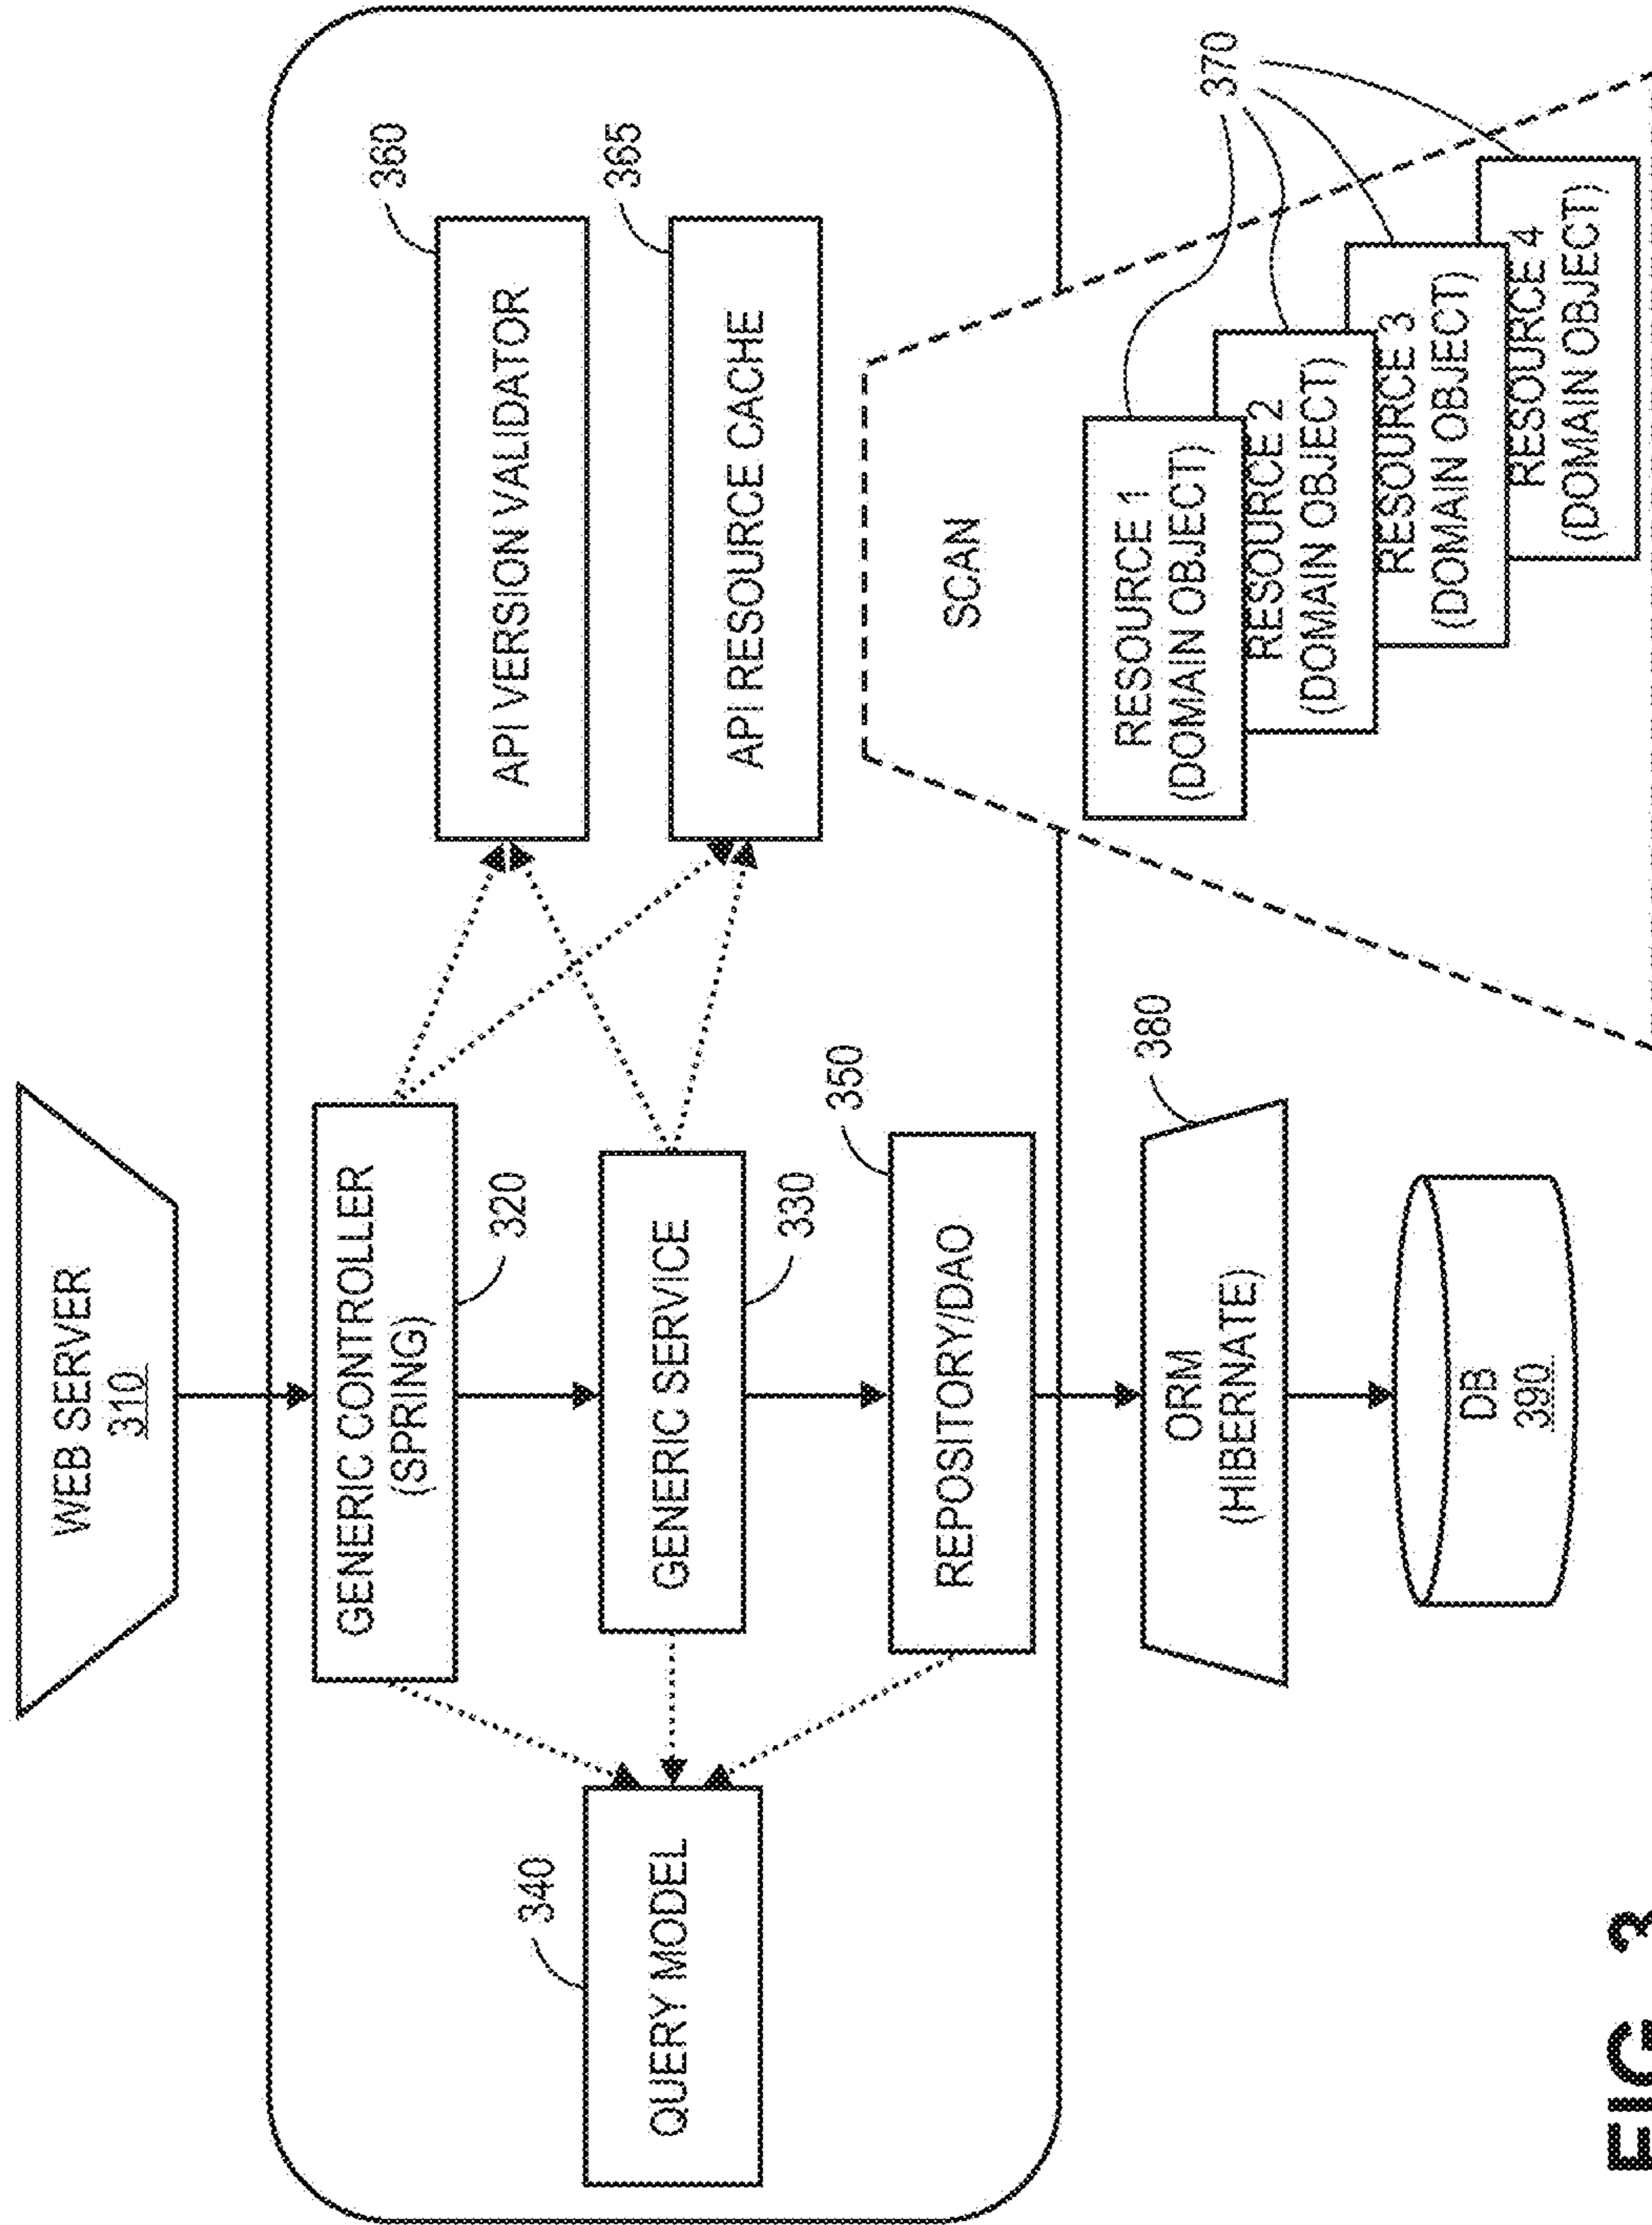 WEB SERVER
310
GENERIC CONTROLLER
(SPRING)
320
GENERIC SERVICE
330
340
QUERY MODEL
350
REPOSITORY/DAO
360
API VERSION VALIDATOR
365
API RESOURCE CACHE
SCAN
370
RESOURCE 1
(DOMAIN OBJECT)
RESOURCE 2
(DOMAIN OBJECT)
RESOURCE 3
(DOMAIN OBJECT)
RESOURCE 4
(DOMAIN OBJECT)
380
ORM
(HIBERNATE)
DB
390
FIG. 3